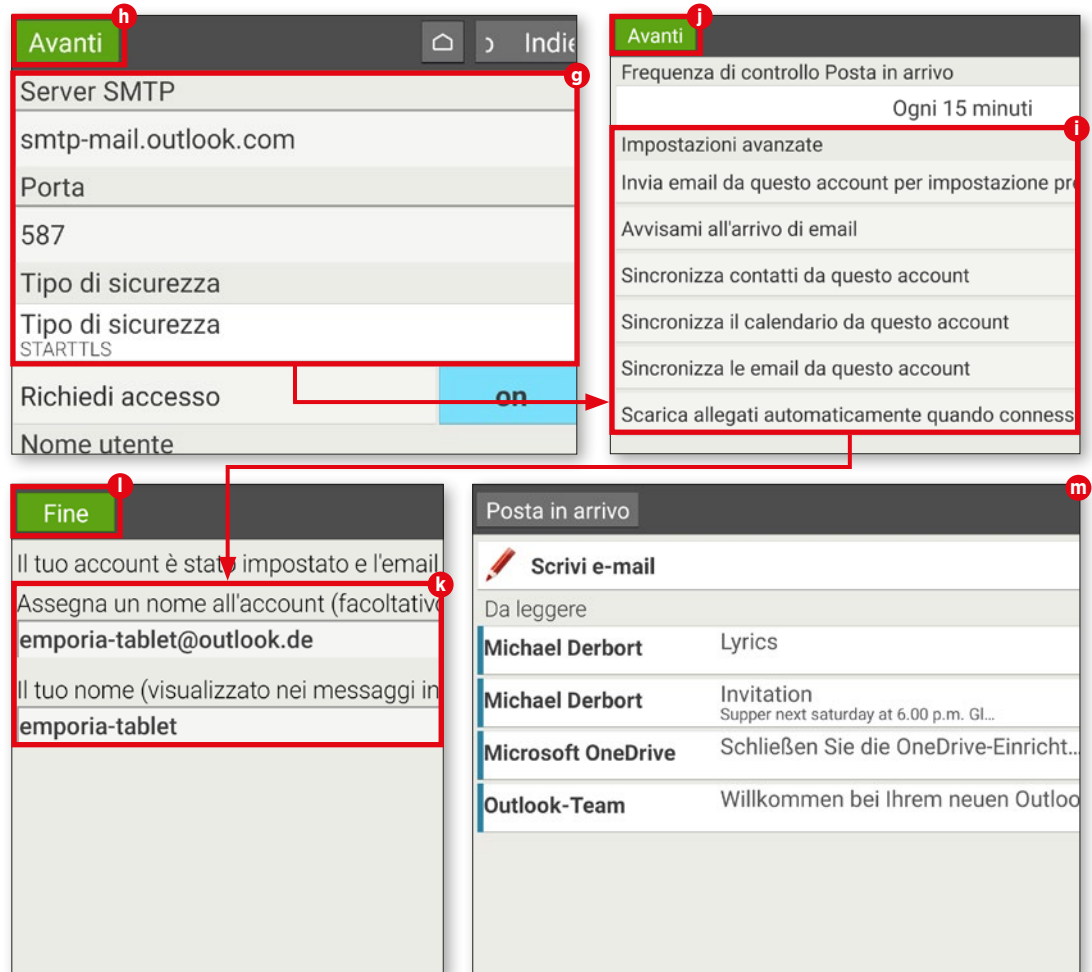 h
Avanti
Indie
g
Server SMTP
smtp-mail.outlook.com
Porta
587
Tipo di sicurezza
Tipo di sicurezza
STARTTLS
Richiedi accesso on
Nome utente
j
Avanti
Frequenza di controllo Posta in arrivo
Ogni 15 minuti
i
Impostazioni avanzate
Invia email da questo account per impostazione pre
Avvisami all'arrivo di email
Sincronizza contatti da questo account
Sincronizza il calendario da questo account
Sincronizza le email da questo account
Scarica allegati automaticamente quando conness
l
Fine
Il tuo account è stato impostato e l'email
k
Assegna un nome all'account (facoltativo
emporia-tablet@outlook.de
Il tuo nome (visualizzato nei messaggi in
emporia-tablet
m
Posta in arrivo
Scrivi e-mail
Da leggere
Michael Derbort Lyrics
Michael Derbort Invitation
Supper next saturday at 6.00 p.m. Gl...
Microsoft OneDrive Schließen Sie die OneDrive-Einricht...
Outlook-Team Willkommen bei Ihrem neuen Outloo